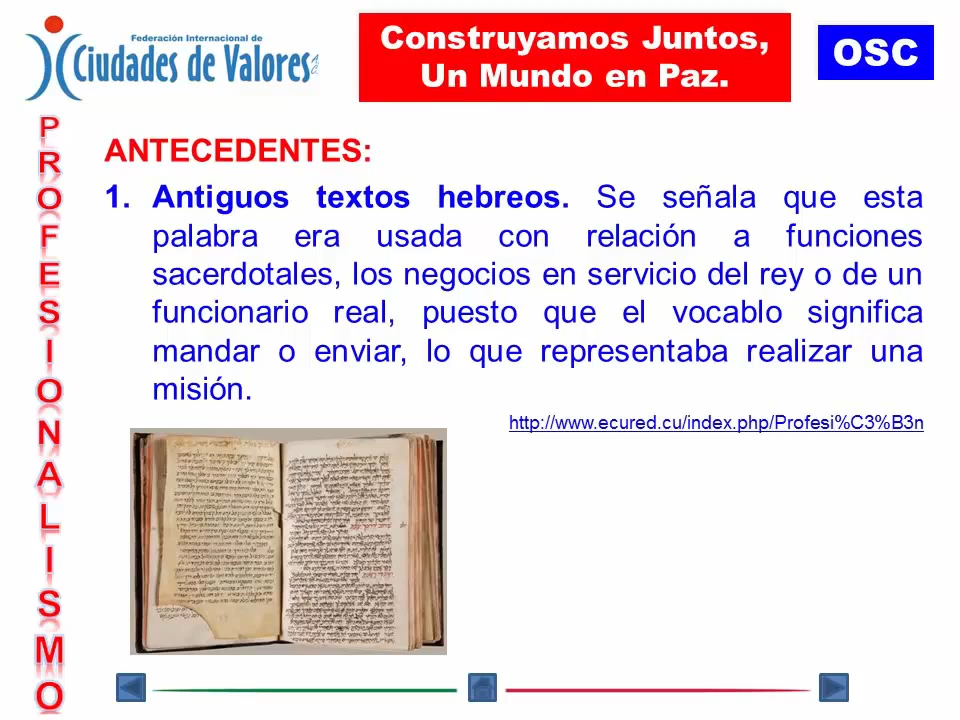 Federación Internacional de
Ciudades de Valores A.C.
Construyamos Juntos,
Un Mundo en Paz.
OSC
PROFESIONALISMO
ANTECEDENTES:
1. Antiguos textos hebreos. Se señala que esta
palabra era usada con relación a funciones
sacerdotales, los negocios en servicio del rey o de un
funcionario real, puesto que el vocablo significa
mandar o enviar, lo que representaba realizar una
misión.
http://www.ecured.cu/index.php/Profesi%C3%B3n